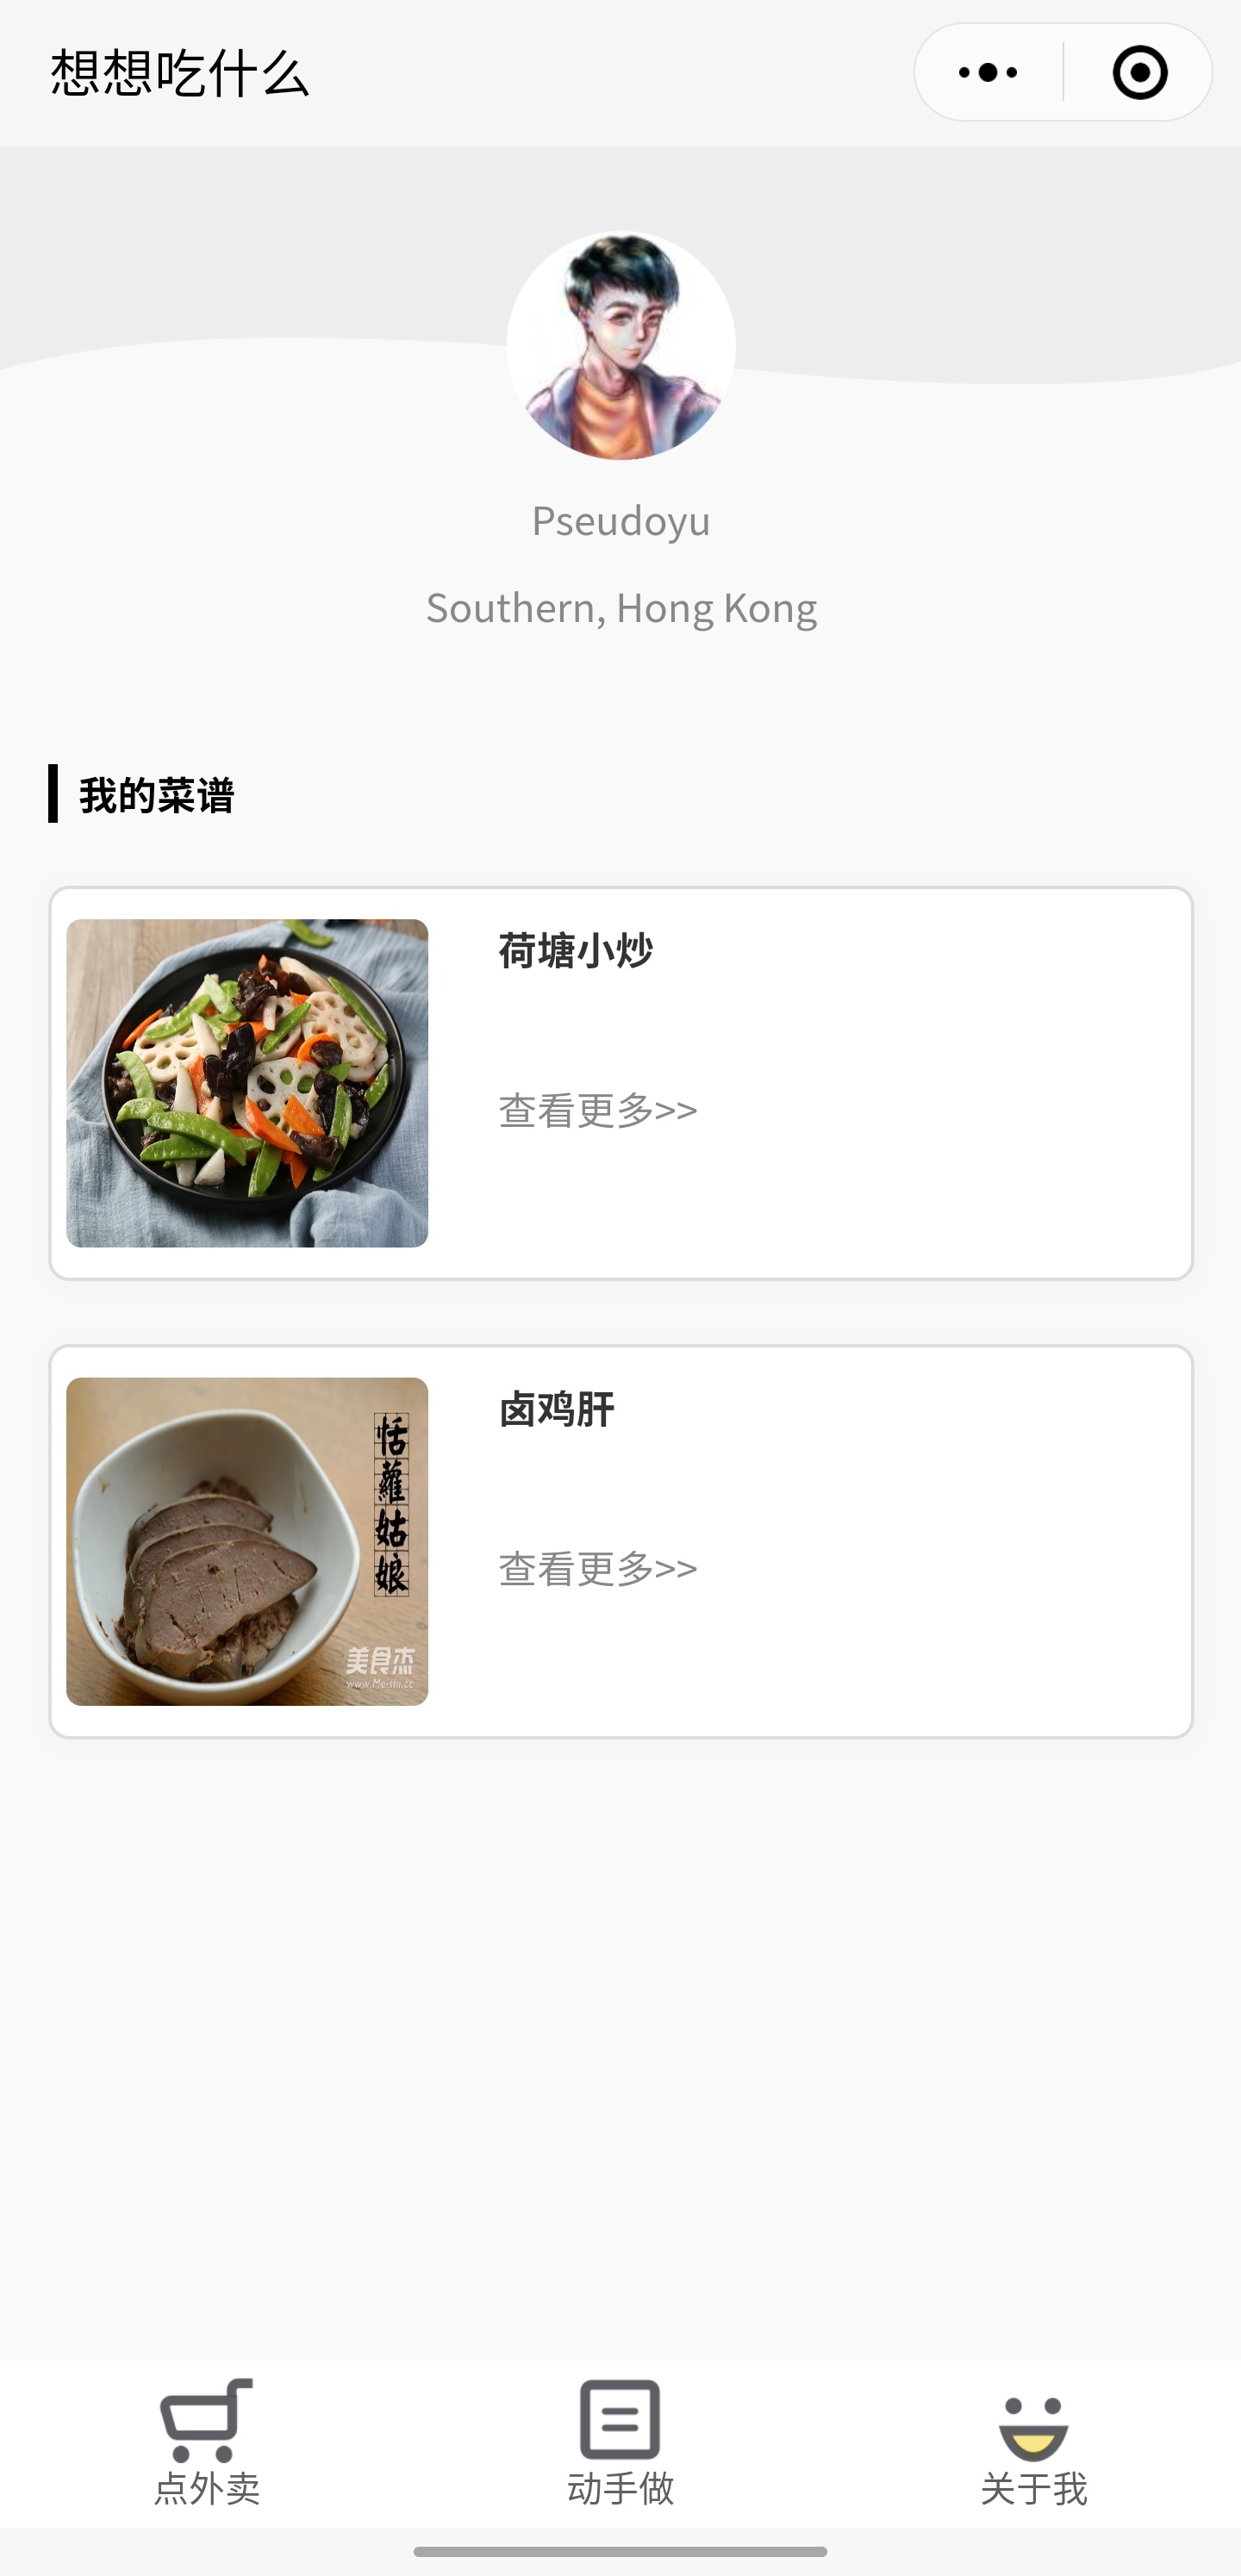 想想吃什么
Pseudoyu
Southern, Hong Kong
我的菜谱
荷塘小炒
查看更多>>
卤鸡肝
查看更多>>
恬蘿姑娘
美食杰
www.Meishi.cc
点外卖
动手做
关于我